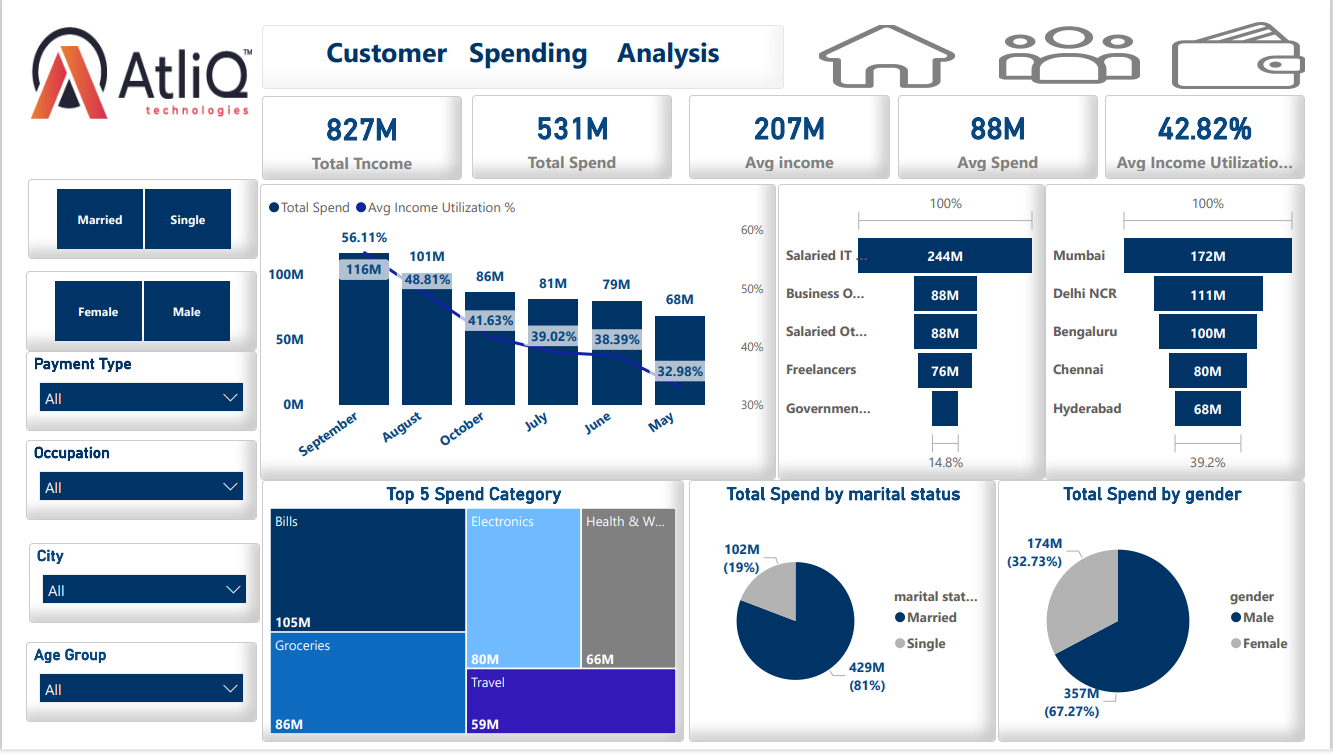 AtliQ™
technologies
Customer Spending Analysis
827M
Total Tncome
531M
Total Spend
207M
Avg income
88M
Avg Spend
42.82%
Avg Income Utilizatio...
Married
Single
Female
Male
Payment Type
All
Occupation
All
City
All
Age Group
All
Total Spend
Avg Income Utilization %
100M
50M
0M
60%
50%
40%
30%
56.11%
116M
101M
48.81%
86M
41.63%
81M
39.02%
79M
38.39%
68M
32.98%
September
August
October
July
June
May
100%
Salaried IT ...
244M
Business O...
88M
Salaried Ot...
88M
Freelancers
76M
Governmen...
14.8%
100%
Mumbai
172M
Delhi NCR
111M
Bengaluru
100M
Chennai
80M
Hyderabad
68M
39.2%
Top 5 Spend Category
Bills
105M
Groceries
86M
Electronics
80M
Health & W...
66M
Travel
59M
Total Spend by marital status
102M
(19%)
429M
(81%)
marital stat...
Married
Single
Total Spend by gender
174M
(32.73%)
357M
(67.27%)
gender
Male
Female